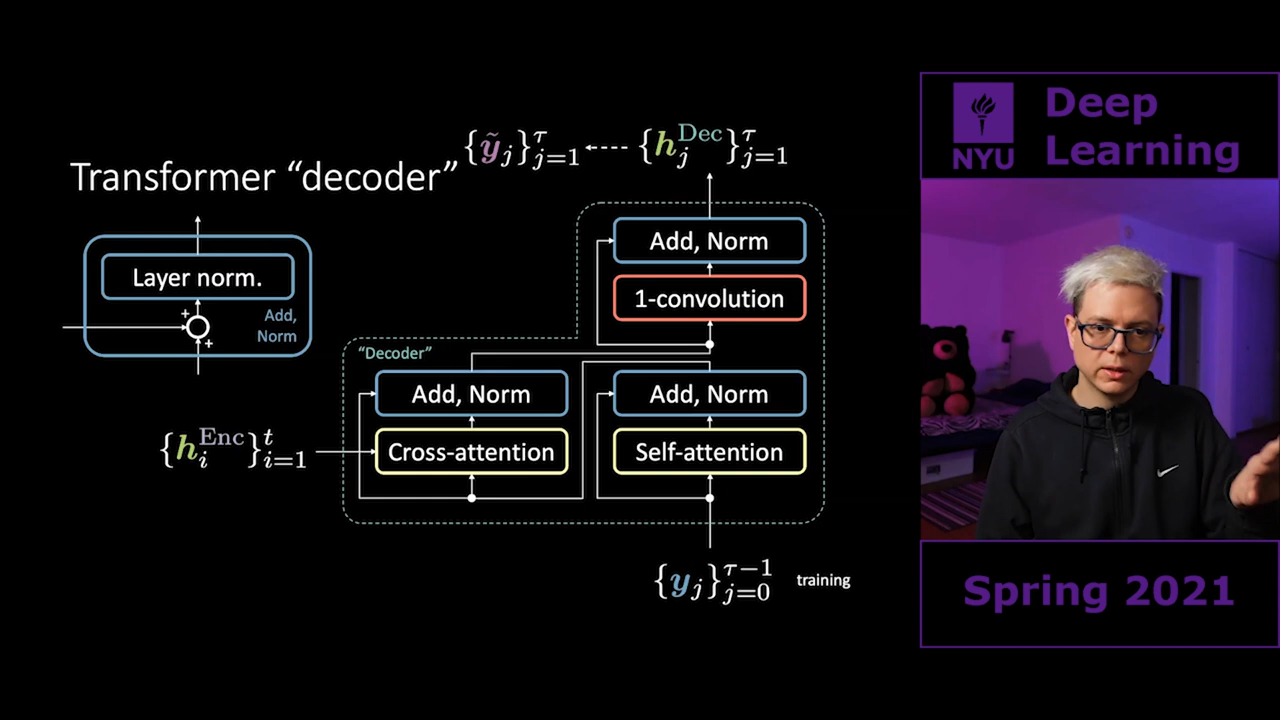 Transformer “decoder”
{ỹ_j}_{j=1}^τ
{h_j^Dec}_{j=1}^τ
Layer norm.
+
+
Add,
Norm
Add, Norm
1-convolution
“Decoder”
Add, Norm
Cross-attention
Add, Norm
Self-attention
{h_i^Enc}_{i=1}^t
{y_j}_{j=0}^{τ−1}
training
NYU
Deep
Learning
Spring 2021